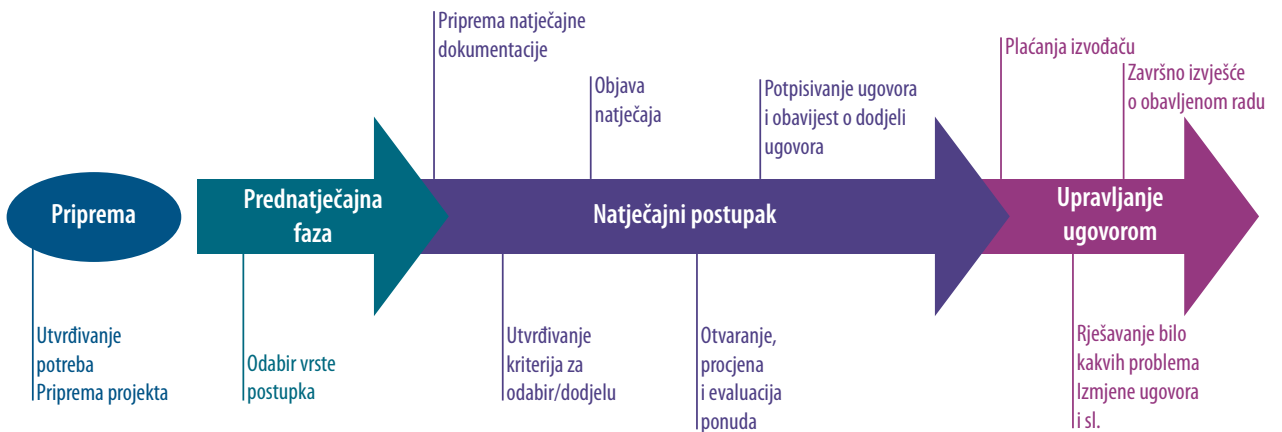 Priprema natječajne
dokumentacije
Objava
natječaja
Potpisivanje ugovora
i obavijest o dodjeli
ugovora
Plaćanja izvođaču
Završno izvješće
o obavljenom radu
Priprema
Prednatječajna
faza
Natječajni postupak
Upravljanje
ugovorom
Utvrđivanje
potreba
Priprema projekta
Odabir vrste
postupka
Utvrđivanje
kriterija za
odabir/dodjelu
Otvaranje,
procjena
i evaluacija
ponuda
Rješavanje bilo
kakvih problema
Izmjene ugovora
i sl.